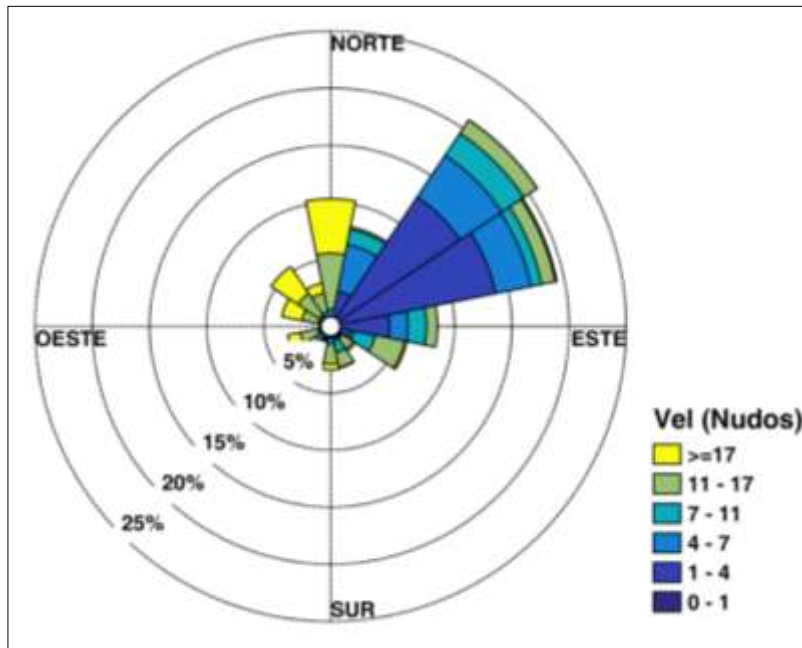 NORTE
OESTE
ESTE
5%
10%
15%
20%
25%
SUR
Vel (Nudos)
>=17
11 - 17
7 - 11
4 - 7
1 - 4
0 - 1